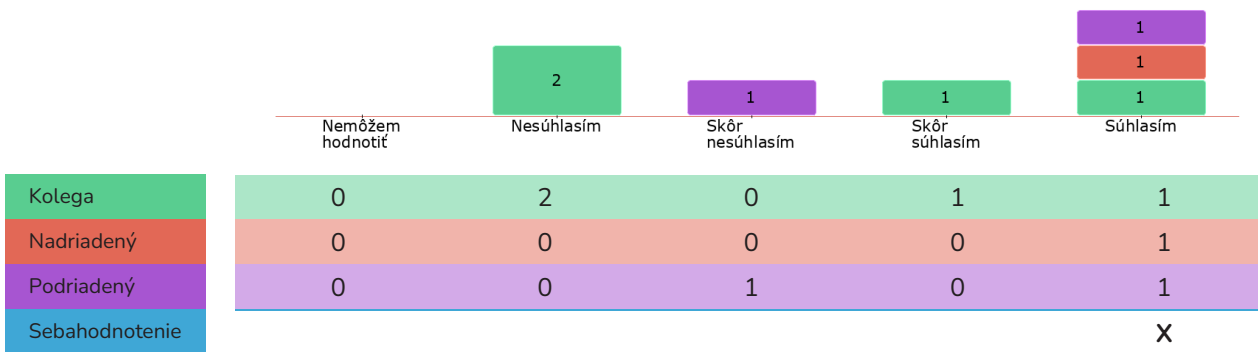 1
2
1
1
1
1
Nemôžem
hodnotiť
Nesúhlasím
Skôr
nesúhlasím
Skôr
súhlasím
Súhlasím
Kolega 0 2 0 1 1
Nadriadený 0 0 0 0 1
Podriadený 0 0 1 0 1
Sebahodnotenie x